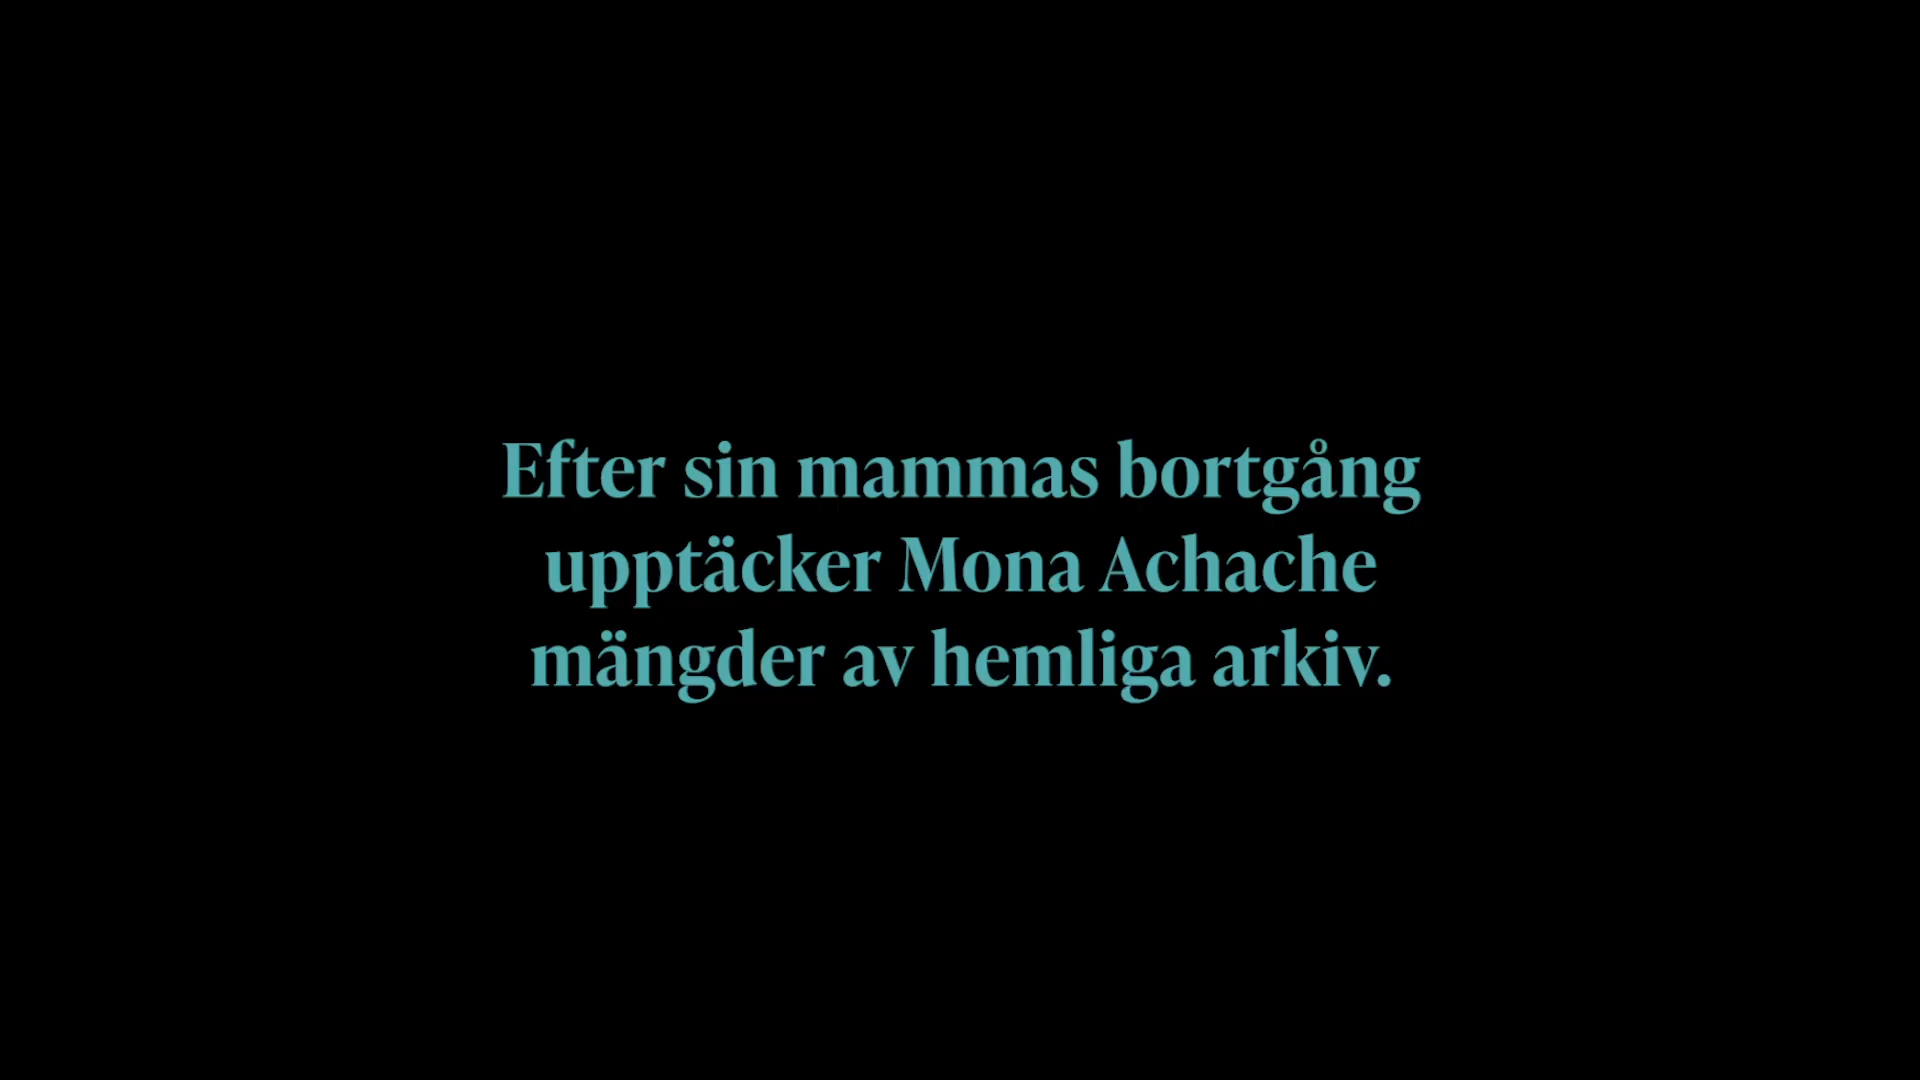 Efter sin mammas bortgång
upptäcker Mona Achache
mängder av hemliga arkiv.